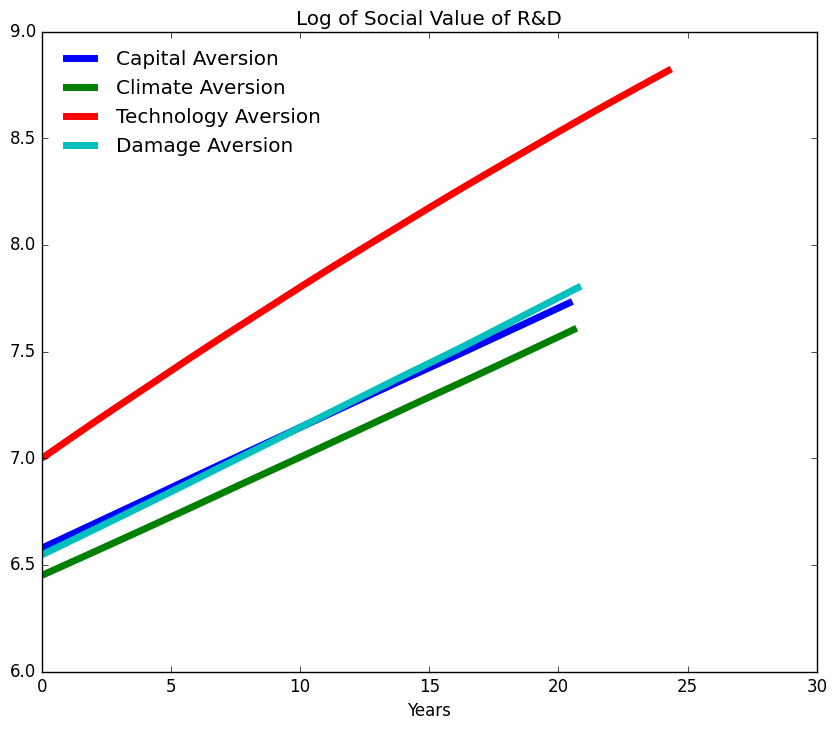 Log of Social Value of R&D
9.0
Capital Aversion
Climate Aversion
8.5
Technology Aversion
Damage Aversion
8.0
7.5
7.0
6.5
6.0
0 5 10 15 20 25 30
Years